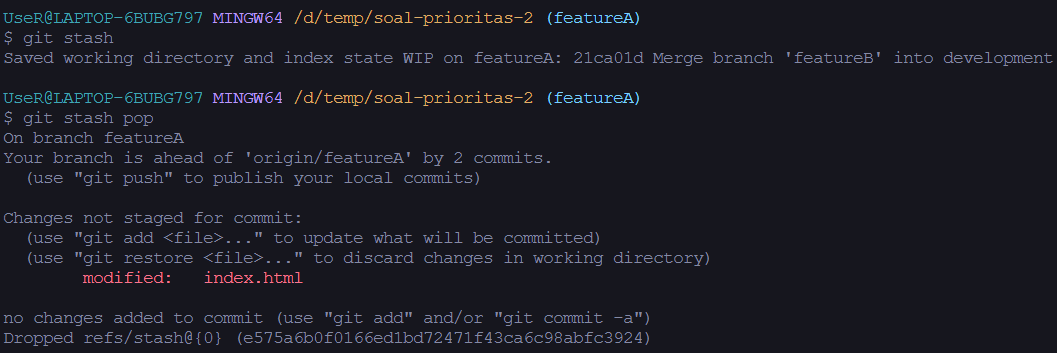 UseR@LAPTOP-6BUBG797 MINGW64 /d/temp/soal-prioritas-2 (featureA)
$ git stash
Saved working directory and index state WIP on featureA: 21ca01d Merge branch 'featureB' into development

UseR@LAPTOP-6BUBG797 MINGW64 /d/temp/soal-prioritas-2 (featureA)
$ git stash pop
On branch featureA
Your branch is ahead of 'origin/featureA' by 2 commits.
  (use "git push" to publish your local commits)

Changes not staged for commit:
  (use "git add <file>..." to update what will be committed)
  (use "git restore <file>..." to discard changes in working directory)
        modified:   index.html

no changes added to commit (use "git add" and/or "git commit -a")
Dropped refs/stash@{0} (e575a6b0f0166ed1bd72471f43ca6c98abfc3924)